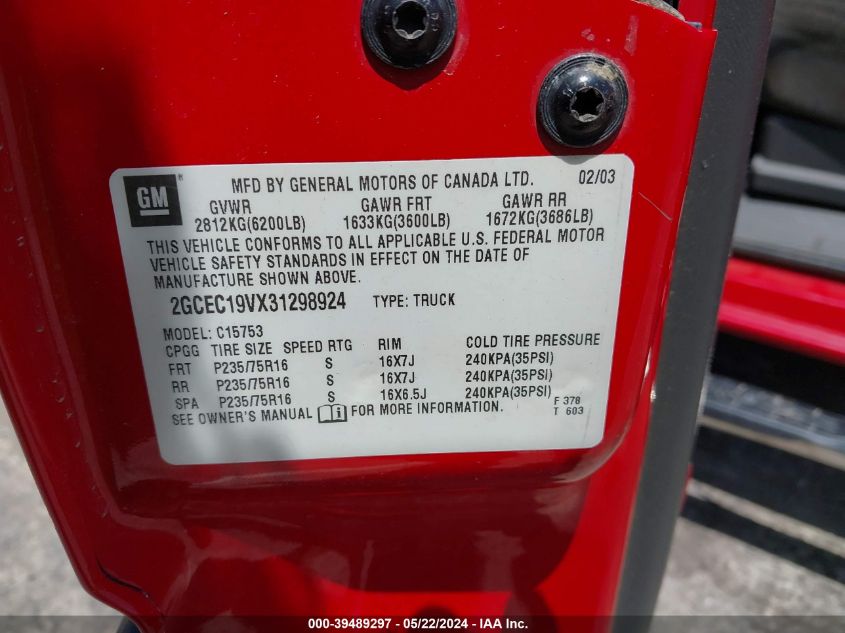 GM
MFD BY GENERAL MOTORS OF CANADA LTD. 02/03
GVWR GAWR FRT GAWR RR
2812KG(6200LB) 1633KG(3600LB) 1672KG(3686LB)
THIS VEHICLE CONFORMS TO ALL APPLICABLE U.S. FEDERAL MOTOR
VEHICLE SAFETY STANDARDS IN EFFECT ON THE DATE OF
MANUFACTURE SHOWN ABOVE.
2GCEC19VX31298924 TYPE: TRUCK
MODEL: C15753
CPGG TIRE SIZE SPEED RTG RIM COLD TIRE PRESSURE
FRT P235/75R16 S 16X7J 240KPA(35PSI)
RR P235/75R16 S 16X7J 240KPA(35PSI)
SPA P235/75R16 S 16X6.5J 240KPA(35PSI)
SEE OWNER'S MANUAL FOR MORE INFORMATION.
F 378
T 603
000-39489297 - 05/22/2024 - IAA Inc.